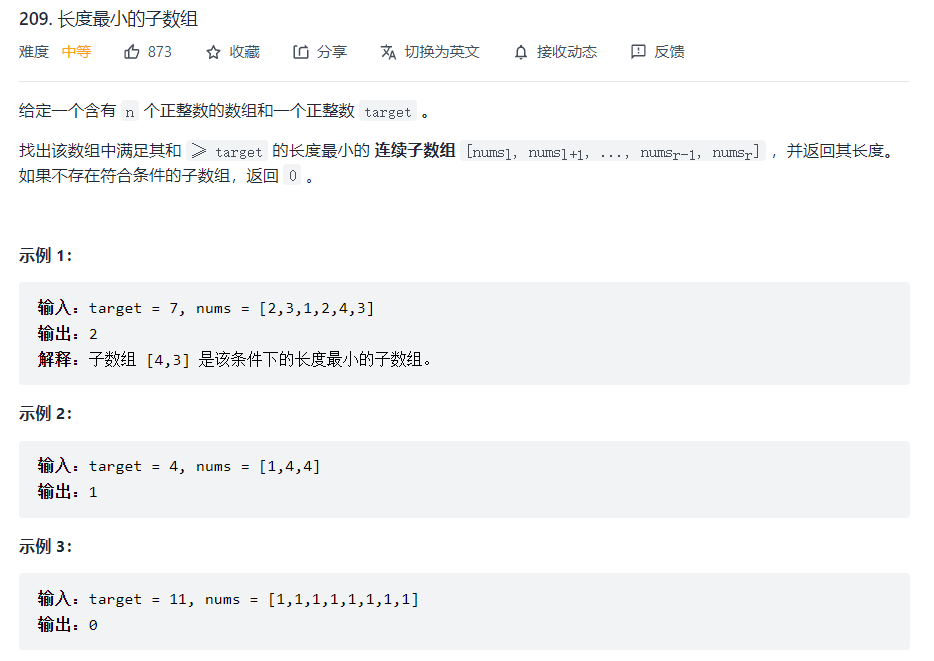 209. 长度最小的子数组
难度 中等 873 收藏 分享 切换为英文 接收动态 反馈
给定一个含有 n 个正整数的数组和一个正整数 target 。
找出该数组中满足其和 ≥ target 的长度最小的 连续子数组 [numsl, numsl+1, ..., numsr-1, numsr] ，并返回其长度。
如果不存在符合条件的子数组，返回 0 。
示例 1：
输入：target = 7, nums = [2,3,1,2,4,3]
输出：2
解释：子数组 [4,3] 是该条件下的长度最小的子数组。
示例 2：
输入：target = 4, nums = [1,4,4]
输出：1
示例 3：
输入：target = 11, nums = [1,1,1,1,1,1,1,1]
输出：0